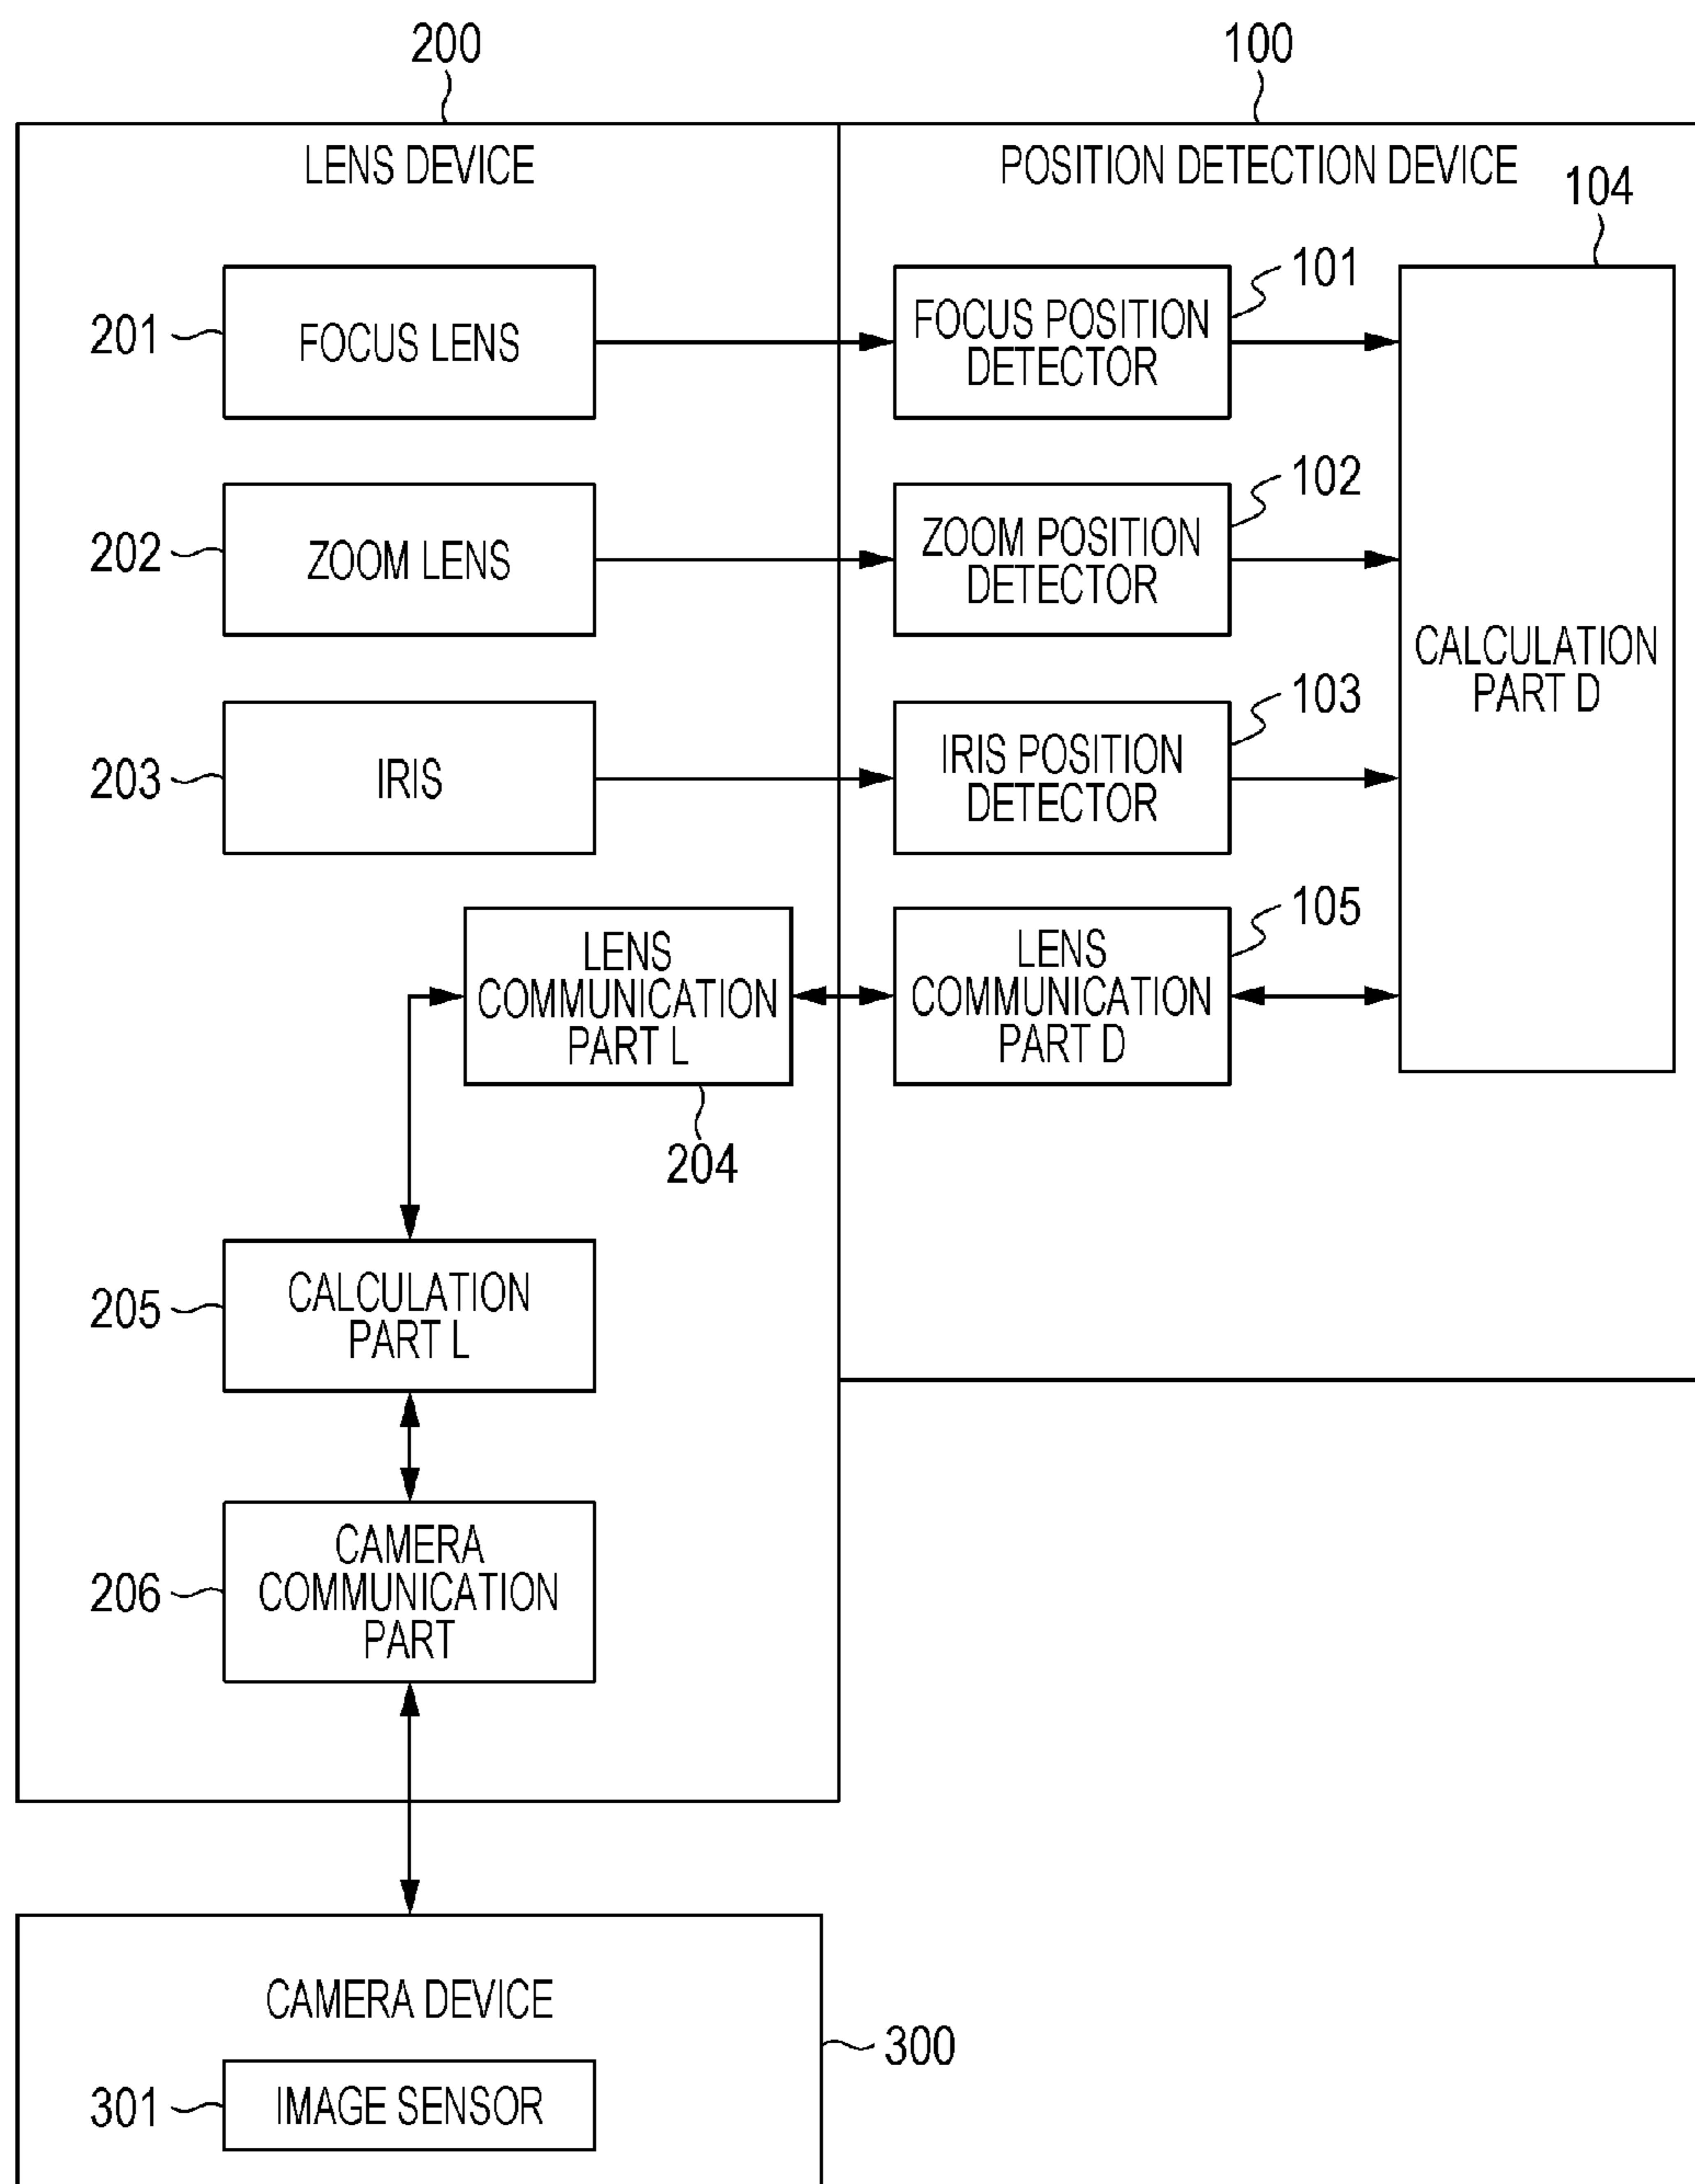 200
100
LENS DEVICE
POSITION DETECTION DEVICE
104
201
FOCUS LENS
FOCUS POSITION
DETECTOR
101
202
ZOOM LENS
ZOOM POSITION
DETECTOR
102
CALCULATION
PART D
203
IRIS
IRIS POSITION
DETECTOR
103
LENS
COMMUNICATION
PART L
204
LENS
COMMUNICATION
PART D
105
205
CALCULATION
PART L
206
CAMERA
COMMUNICATION
PART
CAMERA DEVICE
300
301
IMAGE SENSOR